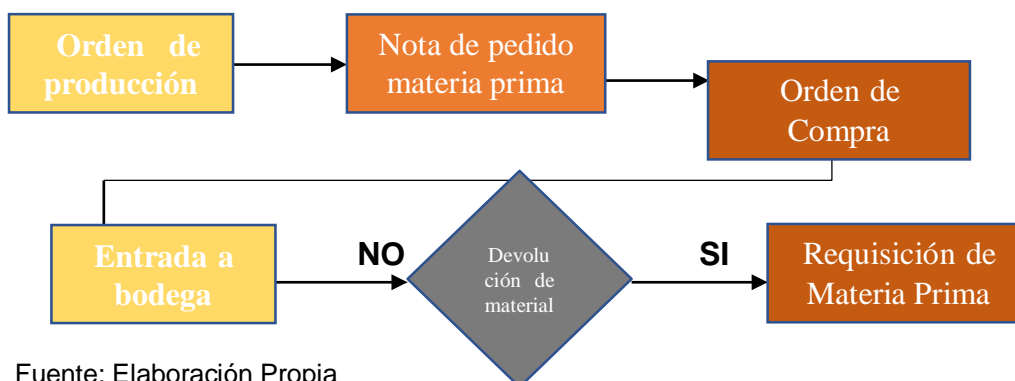 Orden de
producción
Nota de pedido
materia prima
Orden de
Compra
Entrada a
bodega
NO
Devolu
ción de
material
SI
Requisición de
Materia Prima
Fuente: Elaboración Propia